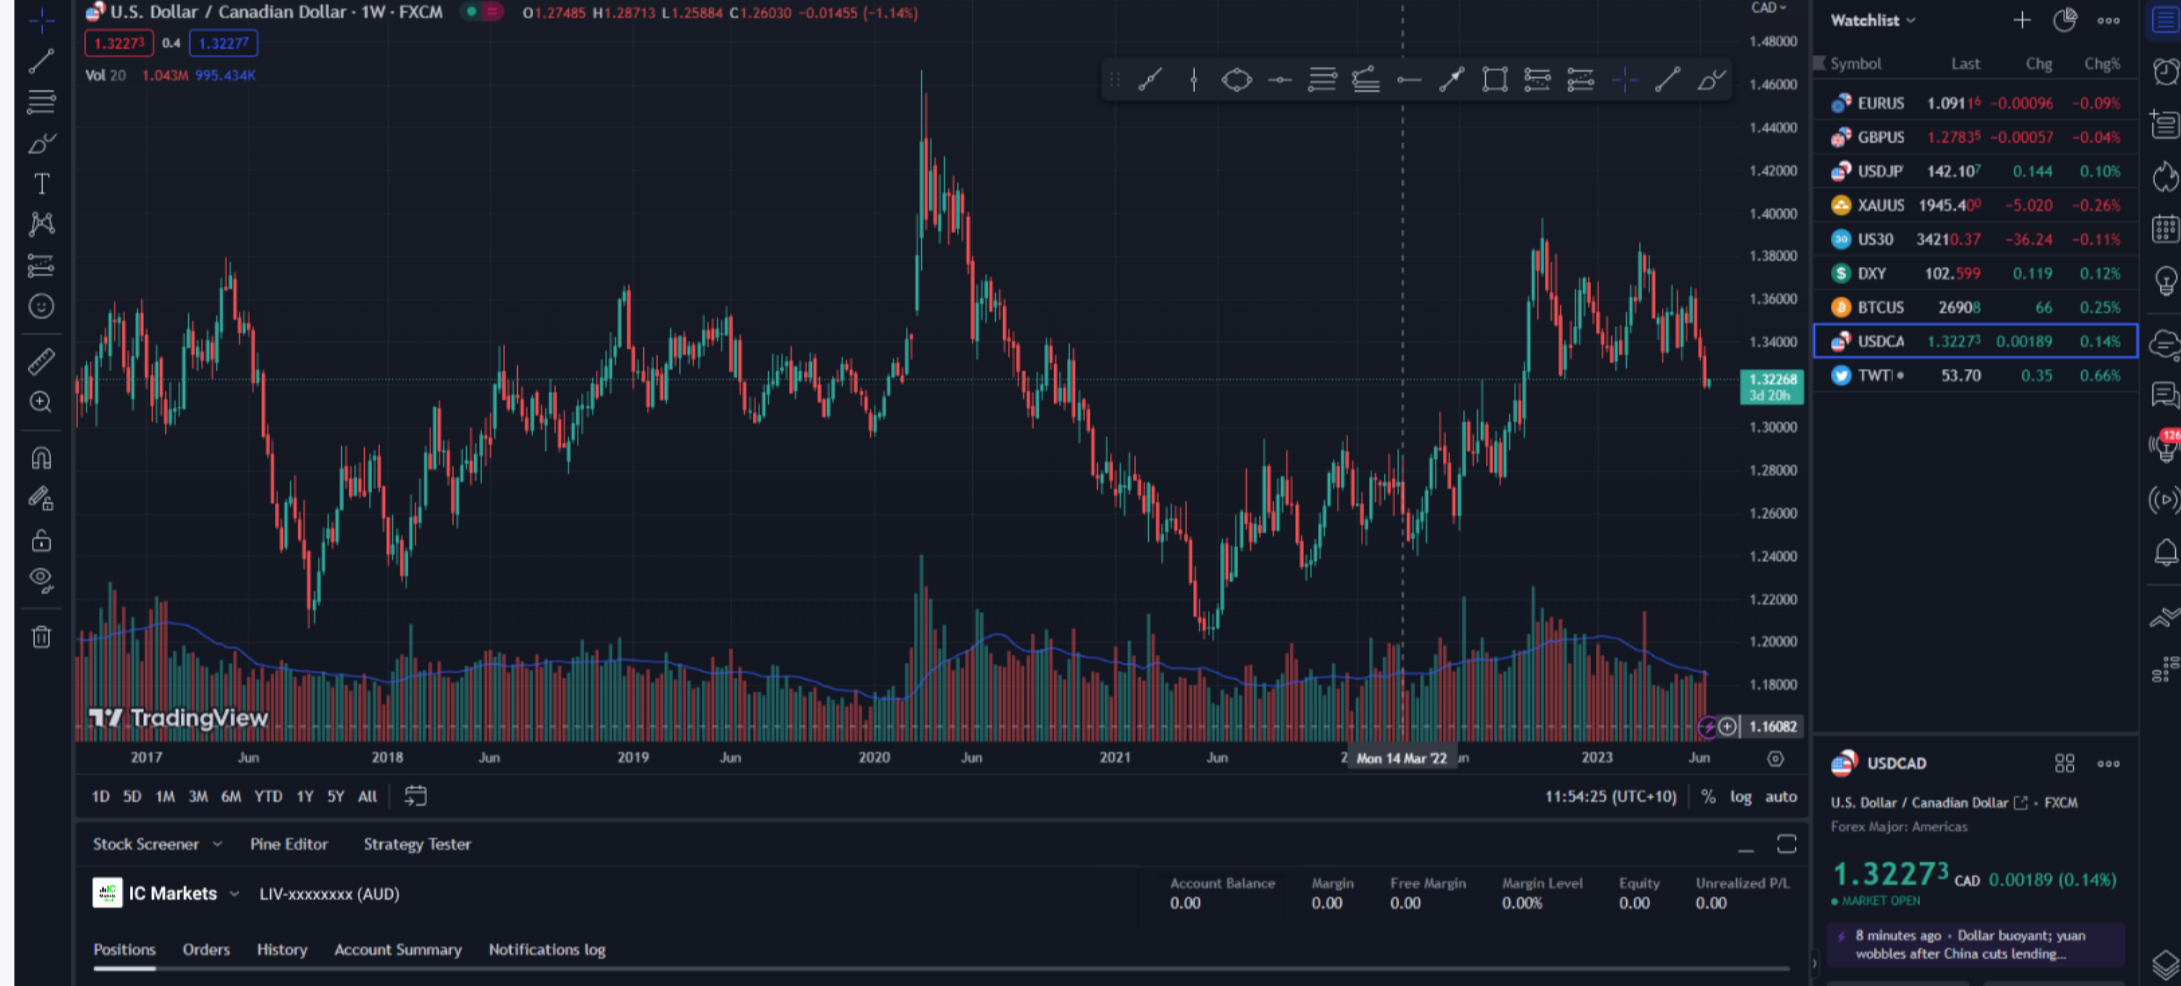 U.S. Dollar / Canadian Dollar · 1W · FXCM
O1.27485 H1.28713 L1.25884 C1.26030 −0.01455 (−1.14%)
1.32273 0.4 1.32277
Vol 20 1.043M 995.434K
CAD
1.48000
1.46000
1.44000
1.42000
1.40000
1.38000
1.36000
1.34000
1.32268
3d 20h
1.30000
1.28000
1.26000
1.24000
1.22000
1.20000
1.18000
1.16082
TradingView
2017 Jun 2018 Jun 2019 Jun 2020 Jun 2021 Jun 2 Mon 14 Mar '22 un 2023 Jun
1D 5D 1M 3M 6M YTD 1Y 5Y All
11:54:25 (UTC+10) % log auto
Stock Screener Pine Editor Strategy Tester
IC Markets LIV-xxxxxxxx (AUD)
Account Balance Margin Free Margin Margin Level Equity Unrealized P/L
0.00 0.00 0.00 0.00% 0.00 0.00
Positions Orders History Account Summary Notifications log
Watchlist
Symbol Last Chg Chg%
EURUS 1.09116 −0.00096 −0.09%
GBPUS 1.27835 −0.00057 −0.04%
USDJP 142.107 0.144 0.10%
XAUUS 1945.400 −5.020 −0.26%
30 US30 34210.37 −36.24 −0.11%
$ DXY 102.599 0.119 0.12%
BTCUS 26908 66 0.25%
USDCA 1.32273 0.00189 0.14%
TWTI 53.70 0.35 0.66%
126
USDCAD
U.S. Dollar / Canadian Dollar • FXCM
Forex Major: Americas
1.32273 CAD 0.00189 (0.14%)
MARKET OPEN
8 minutes ago • Dollar buoyant; yuan
wobbles after China cuts lending...